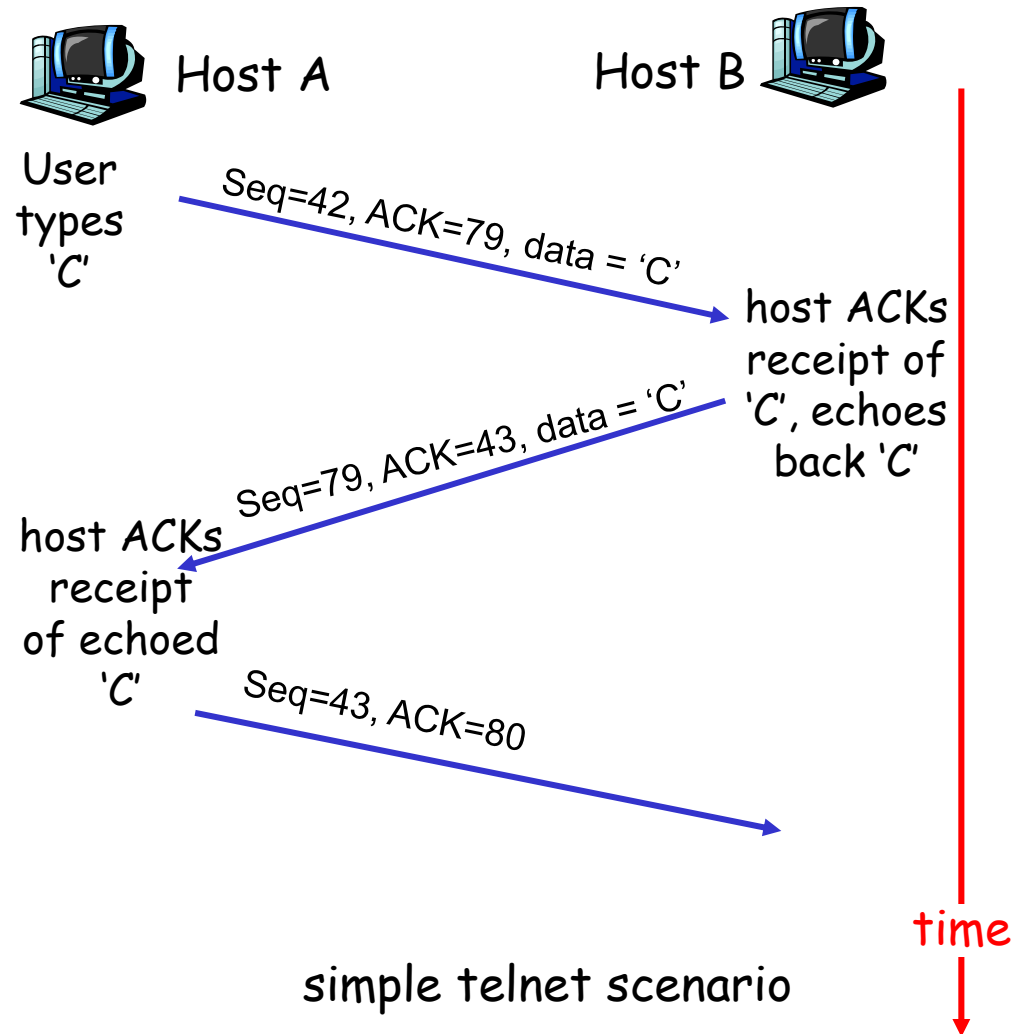 Host A
Host B
User
types
‘C’
Seq=42, ACK=79, data = ‘C’
host ACKs
receipt of
‘C’, echoes
back ‘C’
Seq=79, ACK=43, data = ‘C’
host ACKs
receipt
of echoed
‘C’
Seq=43, ACK=80
time
simple telnet scenario